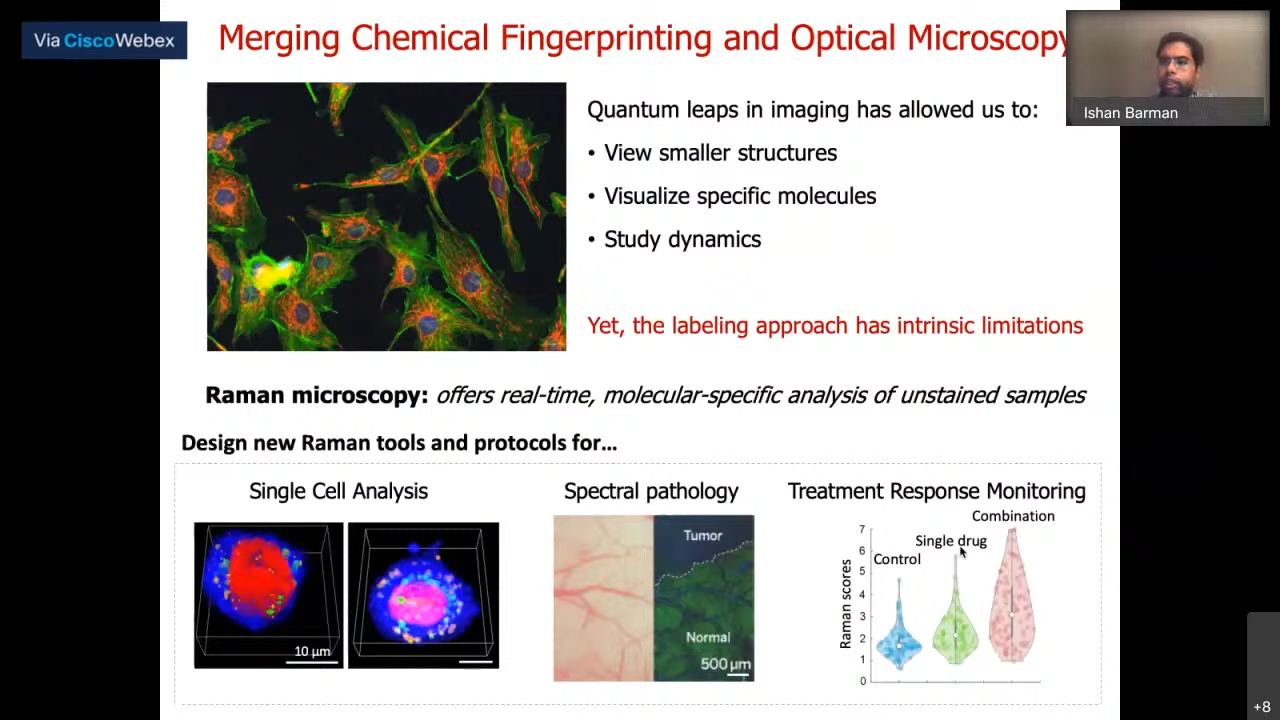 Via Cisco Webex
Merging Chemical Fingerprinting and Optical Microscopy
Ishan Barman
Quantum leaps in imaging has allowed us to:
• View smaller structures
• Visualize specific molecules
• Study dynamics
Yet, the labeling approach has intrinsic limitations
Raman microscopy: offers real-time, molecular-specific analysis of unstained samples
Design new Raman tools and protocols for...
Single Cell Analysis
10 µm
Spectral pathology
Tumor
Normal
500 µm
Treatment Response Monitoring
Combination
Single drug
Control
Raman scores
7
6
5
4
3
2
1
0
+8